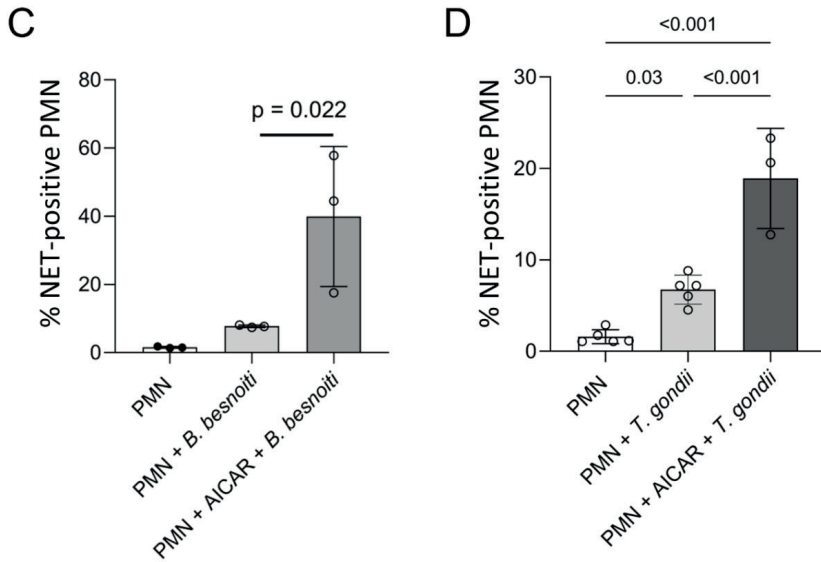 C
% NET-positive PMN
80
60
40
20
0
p = 0.022
PMN
PMN + B. besnoiti
PMN + AICAR + B. besnoiti
D
% NET-positive PMN
30
20
10
0
<0.001
0.03
<0.001
PMN
PMN + T. gondii
PMN + AICAR + T. gondii